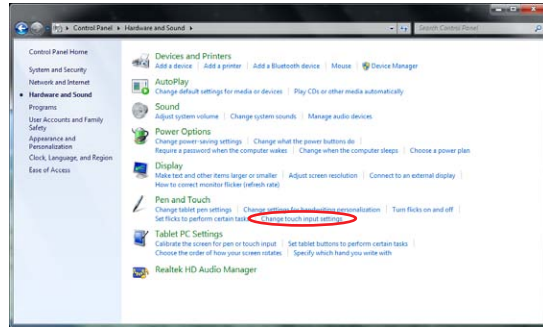 Control Panel ▸ Hardware and Sound ▸
Search Control Panel
Control Panel Home
System and Security
Network and Internet
Hardware and Sound
Programs
User Accounts and Family
Safety
Appearance and
Personalization
Clock, Language, and Region
Ease of Access
Devices and Printers
Add a device | Add a printer | Add a Bluetooth device | Mouse | Device Manager
AutoPlay
Change default settings for media or devices | Play CDs or other media automatically
Sound
Adjust system volume | Change system sounds | Manage audio devices
Power Options
Change power-saving settings | Change what the power buttons do
Require a password when the computer wakes | Change when the computer sleeps | Choose a power plan
Display
Make text and other items larger or smaller | Adjust screen resolution | Connect to an external display
How to correct monitor flicker (refresh rate)
Pen and Touch
Change tablet pen settings | Change settings for handwriting personalization | Turn flicks on and off
Set flicks to perform certain tasks | Change touch input settings
Tablet PC Settings
Calibrate the screen for pen or touch input | Set tablet buttons to perform certain tasks
Choose the order of how your screen rotates | Specify which hand you write with
Realtek HD Audio Manager